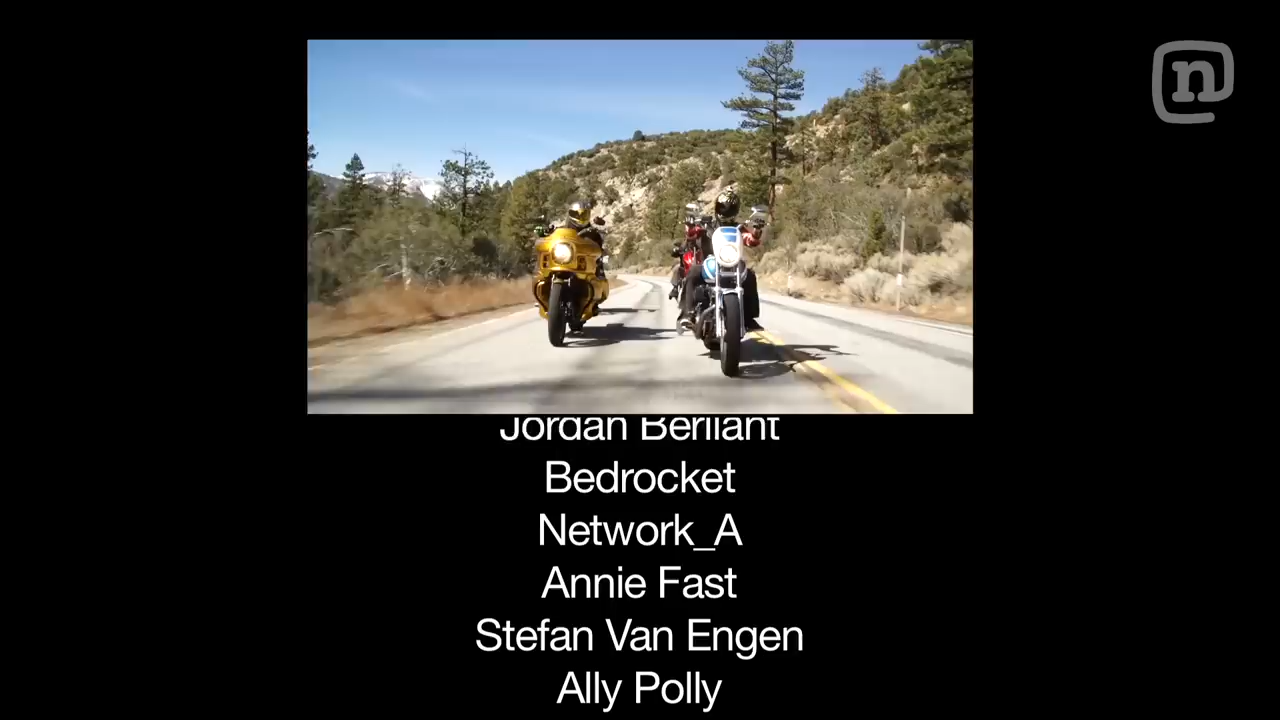 n
Jordan Berliant
Bedrocket
Network_A
Annie Fast
Stefan Van Engen
Ally Polly